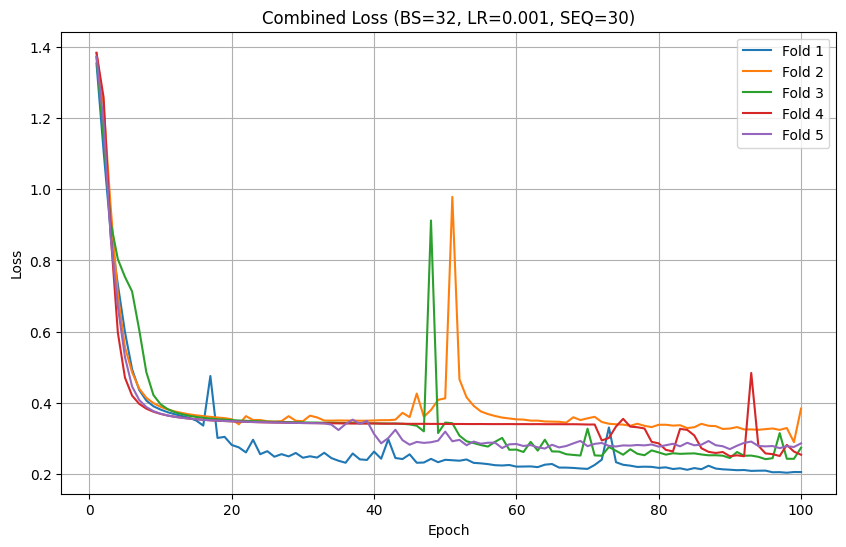 Combined Loss (BS=32, LR=0.001, SEQ=30)
Fold 1
Fold 2
Fold 3
Fold 4
Fold 5
Loss
1.4
1.2
1.0
0.8
0.6
0.4
0.2
0 20 40 60 80 100
Epoch